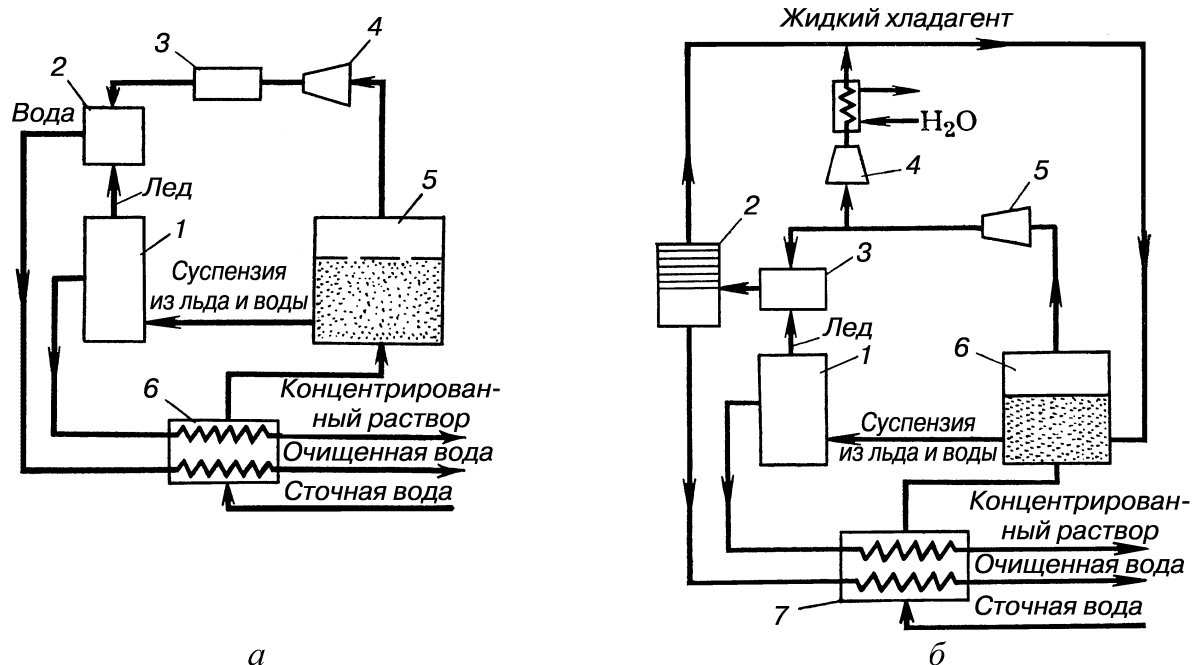 4
3
2
Вода
Лед
5
1
Суспензия
из льда и воды
6
Концентрирован-
ный раствор
Очищенная вода
Сточная вода
а
Жидкий хладагент
H₂O
4
5
2
3
Лед
1
6
Суспензия
из льда и воды
Концентрирован-
ный раствор
Очищенная вода
7
Сточная вода
б